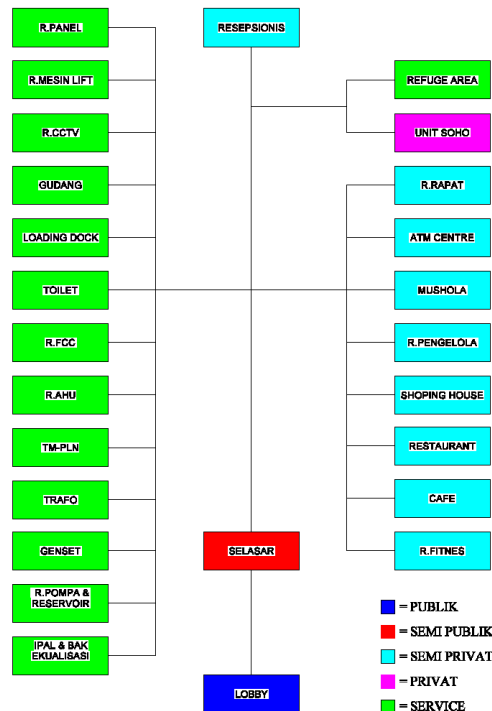 R.PANEL
R.MESIN LIFT
R.CCTV
GUDANG
LOADING DOCK
TOILET
R.FCC
R.AHU
TM-PLN
TRAFO
GENSET
R.POMPA &
RESERVOIR
IPAL & BAK
EKUALISASI
RESEPSIONIS
SELASAR
LOBBY
REFUGE AREA
UNIT SOHO
R.RAPAT
ATM CENTRE
MUSHOLA
R.PENGELOLA
SHOPING HOUSE
RESTAURANT
CAFE
R.FITNES
= PUBLIK
= SEMI PUBLIK
= SEMI PRIVAT
= PRIVAT
= SERVICE